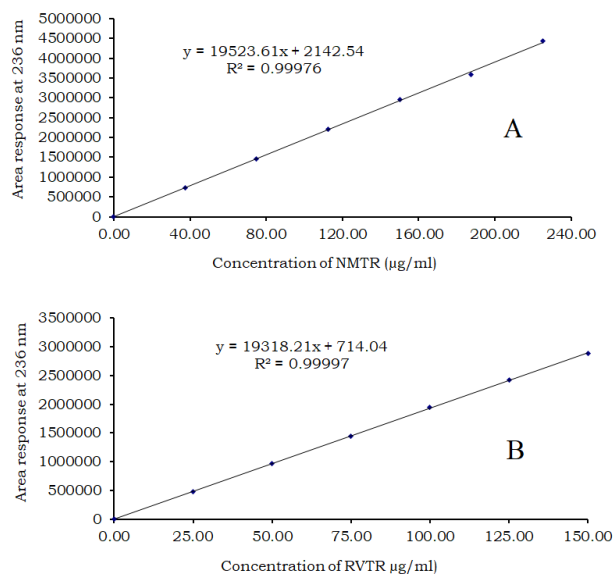 Area response at 236 nm
5000000
4500000
4000000
3500000
3000000
2500000
2000000
1500000
1000000
500000
0
y = 19523.61x + 2142.54
R² = 0.99976
A
0.00 40.00 80.00 120.00 160.00 200.00 240.00
Concentration of NMTR (µg/ml)
Area response at 236 nm
3500000
3000000
2500000
2000000
1500000
1000000
500000
0
y = 19318.21x + 714.04
R² = 0.99997
B
0.00 25.00 50.00 75.00 100.00 125.00 150.00
Concentration of RVTR µg/ml)